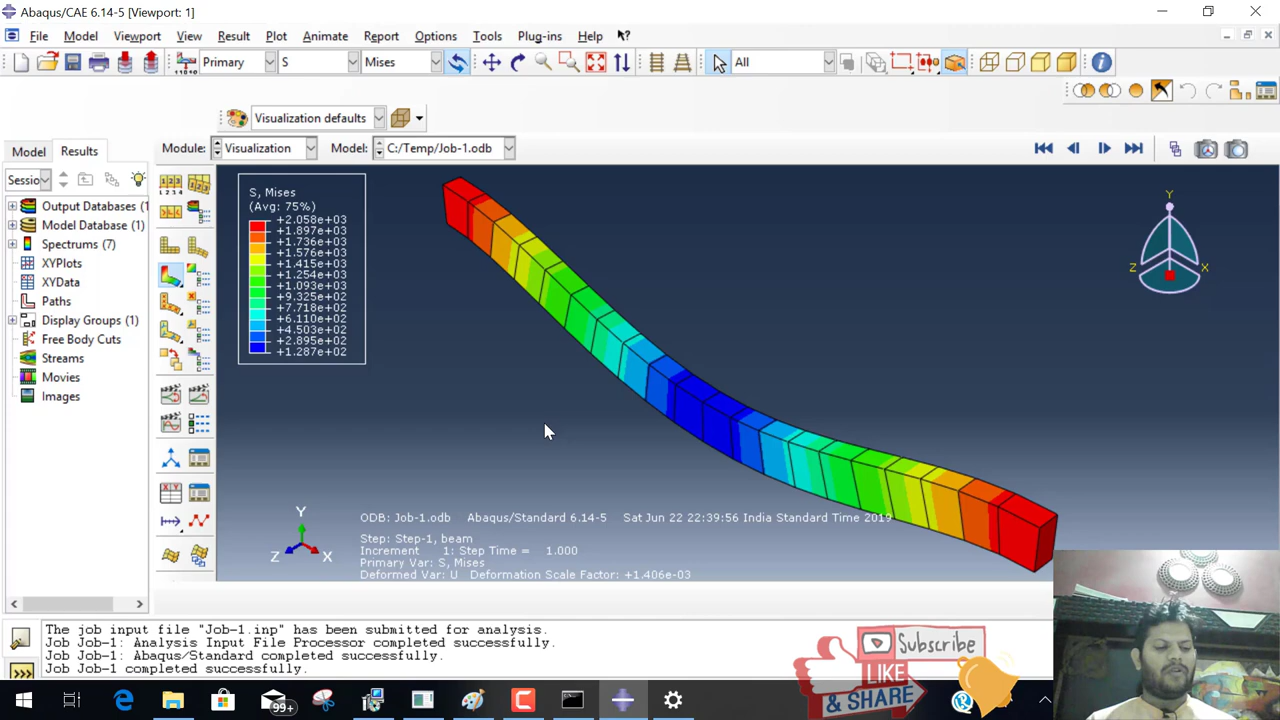 Abaqus/CAE 6.14-5 [Viewport: 1]
File Model Viewport View Result Plot Animate Report Options Tools Plug-ins Help
Primary S Mises All
Visualization defaults
Model Results Module: Visualization Model: C:/Temp/Job-1.odb
Sessio
Output Databases (1
Model Database (1)
Spectrums (7)
XYPlots
XYData
Paths
Display Groups (1)
Free Body Cuts
Streams
Movies
Images
S, Mises
(Avg: 75%)
+2.058e+03
+1.897e+03
+1.736e+03
+1.576e+03
+1.415e+03
+1.254e+03
+1.093e+03
+9.325e+02
+7.718e+02
+6.110e+02
+4.503e+02
+2.895e+02
+1.287e+02
Y
Z X
Y
Z X
ODB: Job-1.odb Abaqus/Standard 6.14-5 Sat Jun 22 22:39:56 India Standard Time 2019
Step: Step-1, beam
Increment 1: Step Time = 1.000
Primary Var: S, Mises
Deformed Var: U Deformation Scale Factor: +1.406e-03
The job input file "Job-1.inp" has been submitted for analysis.
Job Job-1: Analysis Input File Processor completed successfully.
Job Job-1: Abaqus/Standard completed successfully.
Job Job-1 completed successfully.
Subscribe
LIKE
& SHARE
99+